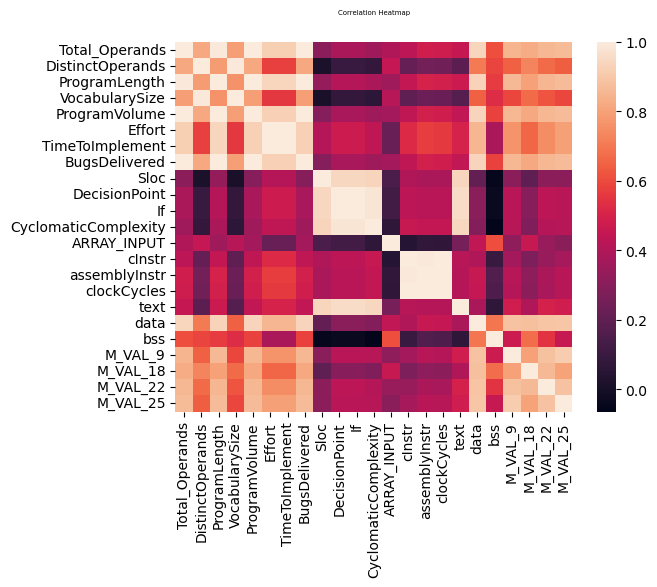 Correlation Heatmap
Total_Operands
DistinctOperands
ProgramLength
VocabularySize
ProgramVolume
Effort
TimeToImplement
BugsDelivered
Sloc
DecisionPoint
If
CyclomaticComplexity
ARRAY_INPUT
cInstr
assemblyInstr
clockCycles
text
data
bss
M_VAL_9
M_VAL_18
M_VAL_22
M_VAL_25
Total_Operands
DistinctOperands
ProgramLength
VocabularySize
ProgramVolume
Effort
TimeToImplement
BugsDelivered
Sloc
DecisionPoint
If
CyclomaticComplexity
ARRAY_INPUT
cInstr
assemblyInstr
clockCycles
text
data
bss
M_VAL_9
M_VAL_18
M_VAL_22
M_VAL_25
1.0
0.8
0.6
0.4
0.2
0.0